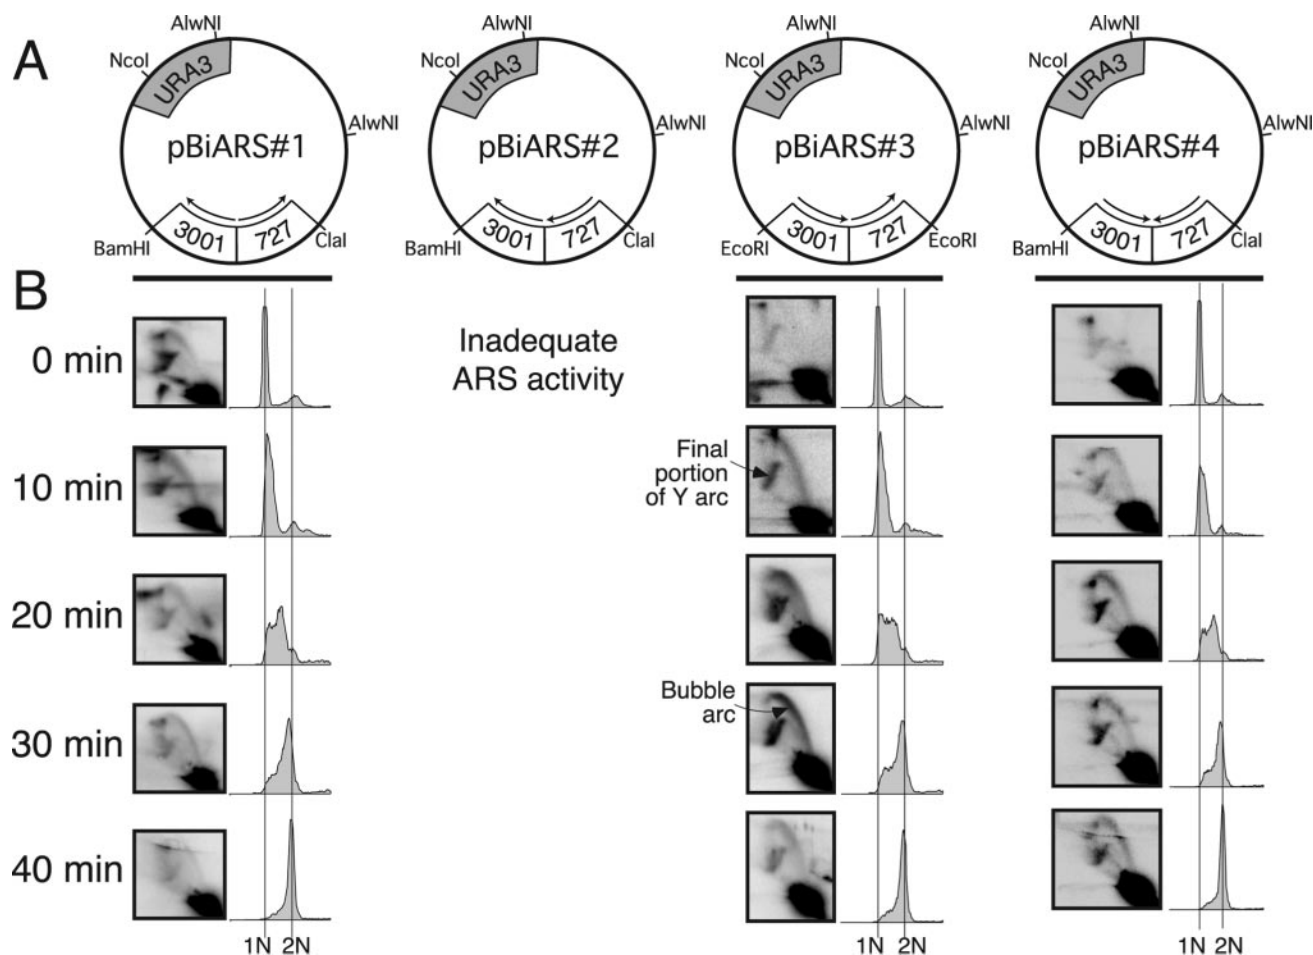 A
AlwNI
NcoI
URA3
AlwNI
pBiARS#1
3001
727
BamHI
ClaI
AlwNI
NcoI
URA3
AlwNI
pBiARS#2
3001
727
BamHI
ClaI
AlwNI
NcoI
URA3
AlwNI
pBiARS#3
3001
727
EcoRI
EcoRI
AlwNI
NcoI
URA3
AlwNI
pBiARS#4
3001
727
BamHI
ClaI
B
0 min
Inadequate
ARS activity
10 min
Final
portion
of Y arc
20 min
30 min
Bubble
arc
40 min
1N 2N
1N 2N
1N 2N